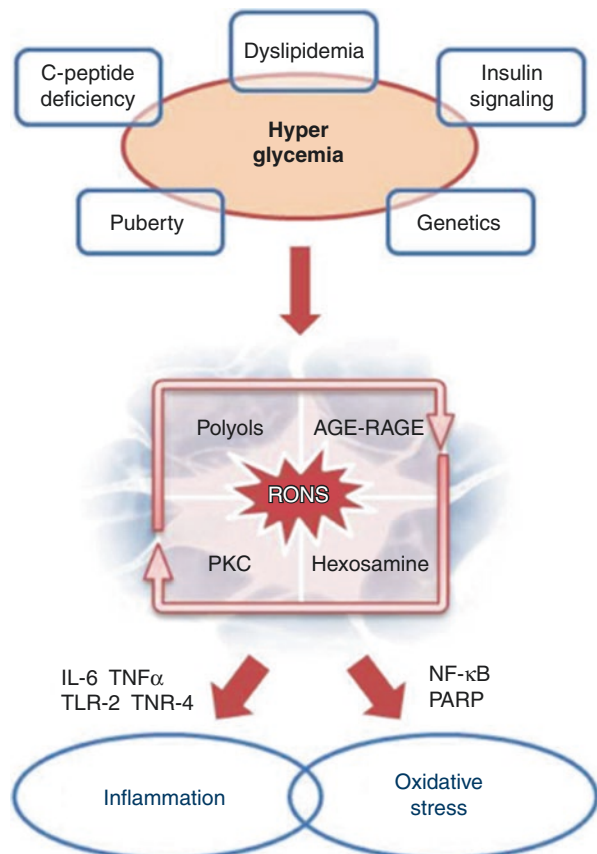 Dyslipidemia
C-peptide
deficiency
Insulin
signaling
Hyper
glycemia
Puberty
Genetics
Polyols
AGE-RAGE
RONS
PKC
Hexosamine
IL-6 TNFα
TLR-2 TNR-4
NF-κB
PARP
Inflammation
Oxidative
stress